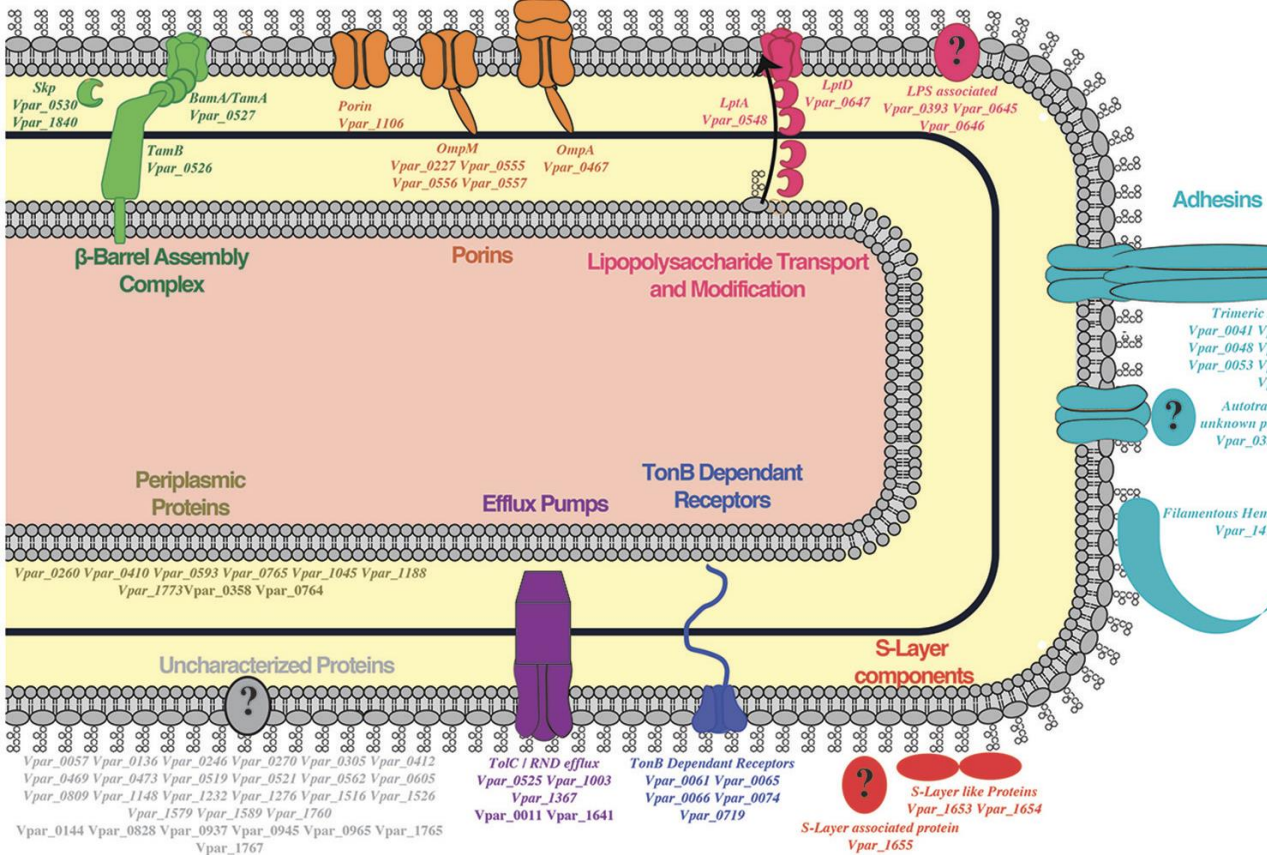 Skp
Vpar_0530
Vpar_1840
BamA/TamA
Vpar_0527
TamB
Vpar_0526
β-Barrel Assembly
Complex
Porin
Vpar_1106
OmpM
Vpar_0227 Vpar_0555
Vpar_0556 Vpar_0557
OmpA
Vpar_0467
Porins
LptA
Vpar_0548
LptD
Vpar_0647
Lipopolysaccharide Transport
and Modification
?
LPS associated
Vpar_0393 Vpar_0645
Vpar_0646
Adhesins
Trimeric
Vpar_0041 Vp
Vpar_0048 Vp
Vpar_0053 Vp
Vp
?
Autotra
unknown p
Vpar_03
Filamentous Hem
Vpar_14
Periplasmic
Proteins
Vpar_0260 Vpar_0410 Vpar_0593 Vpar_0765 Vpar_1045 Vpar_1188
Vpar_1773Vpar_0358 Vpar_0764
Efflux Pumps
TonB Dependant
Receptors
Uncharacterized Proteins
?
Vpar_0057 Vpar_0136 Vpar_0246 Vpar_0270 Vpar_0305 Vpar_0412
Vpar_0469 Vpar_0473 Vpar_0519 Vpar_0521 Vpar_0562 Vpar_0605
Vpar_0809 Vpar_1148 Vpar_1232 Vpar_1276 Vpar_1516 Vpar_1526
Vpar_1579 Vpar_1589 Vpar_1760
Vpar_0144 Vpar_0828 Vpar_0937 Vpar_0945 Vpar_0965 Vpar_1765
Vpar_1767
TolC / RND efflux
Vpar_0525 Vpar_1003
Vpar_1367
Vpar_0011 Vpar_1641
TonB Dependant Receptors
Vpar_0061 Vpar_0065
Vpar_0066 Vpar_0074
Vpar_0719
S-Layer
components
?
S-Layer like Proteins
Vpar_1653 Vpar_1654
S-Layer associated protein
Vpar_1655